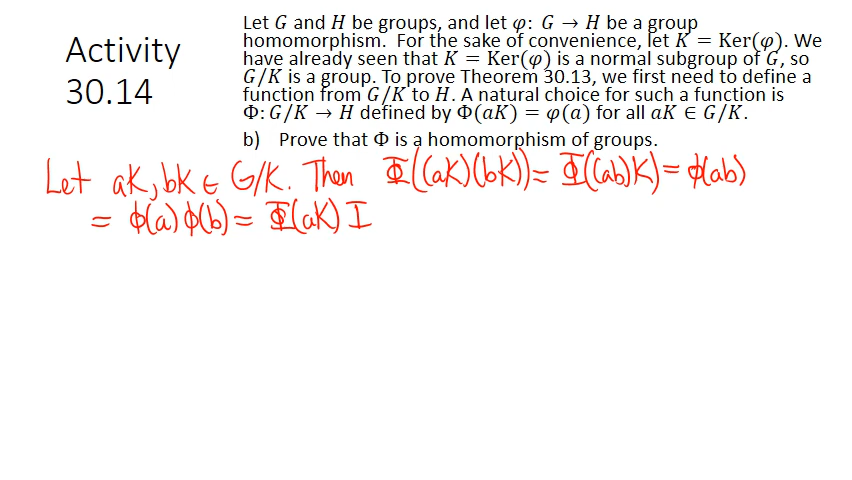 Activity
30.14
Let G and H be groups, and let φ: G → H be a group
homomorphism. For the sake of convenience, let K = Ker(φ). We
have already seen that K = Ker(φ) is a normal subgroup of G, so
G/K is a group. To prove Theorem 30.13, we first need to define a
function from G/K to H. A natural choice for such a function is
Φ: G/K → H defined by Φ(aK) = φ(a) for all aK ∈ G/K.
b) Prove that Φ is a homomorphism of groups.
Let aK, bK ∈ G/K. Then Φ((aK)(bK)) = Φ((ab)K) = φ(ab)
= φ(a)φ(b) = Φ(aK) I